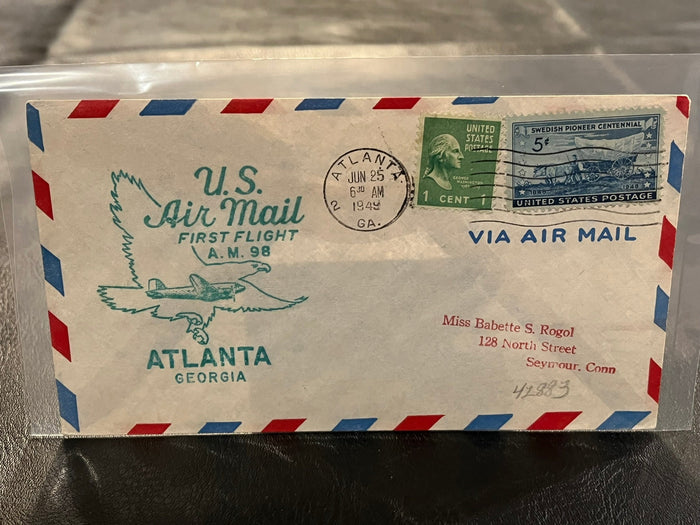 U.S.
Air Mail
FIRST FLIGHT
A.M. 98
ATLANTA
GEORGIA
ATLANTA.
JUN 25
6 30 AM
1949
2
GA.
UNITED
STATES
POSTAGE
GEORGE
WASHINGTON
1 CENT 1
SWEDISH PIONEER CENTENNIAL
5¢
1948
UNITED STATES POSTAGE
VIA AIR MAIL
Miss Babette S. Rogol
128 North Street
Seymour, Conn